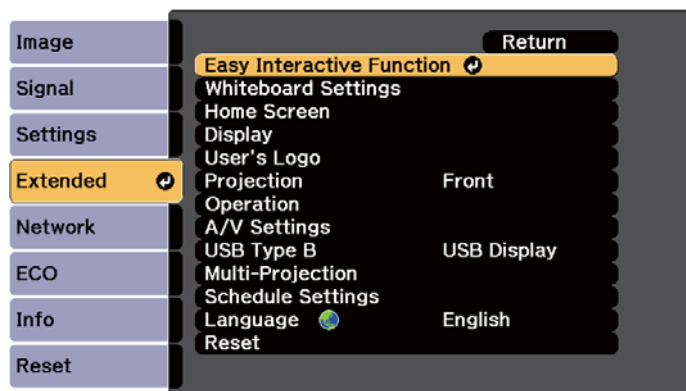 Image
Signal
Settings
Extended
Network
ECO
Info
Reset
Return
Easy Interactive Function
Whiteboard Settings
Home Screen
Display
User's Logo
Projection Front
Operation
A/V Settings
USB Type B USB Display
Multi-Projection
Schedule Settings
Language English
Reset